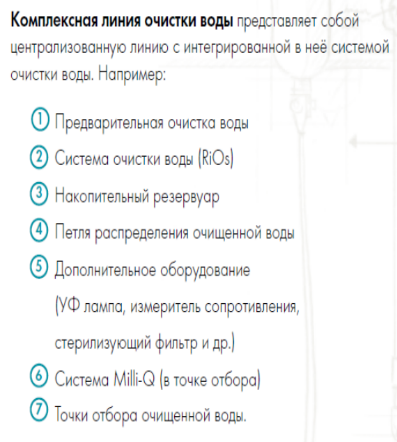 Комплексная линия очистки воды представляет собой
централизованную линию с интегрированной в неё системой
очистки воды. Например:
1 Предварительная очистка воды
2 Система очистки воды (RiOs)
3 Накопительный резервуар
4 Петля распределения очищенной воды
5 Дополнительное оборудование
(УФ лампа, измеритель сопротивления,
стерилизующий фильтр и др.)
6 Система Milli-Q (в точке отбора)
7 Точки отбора очищенной воды.